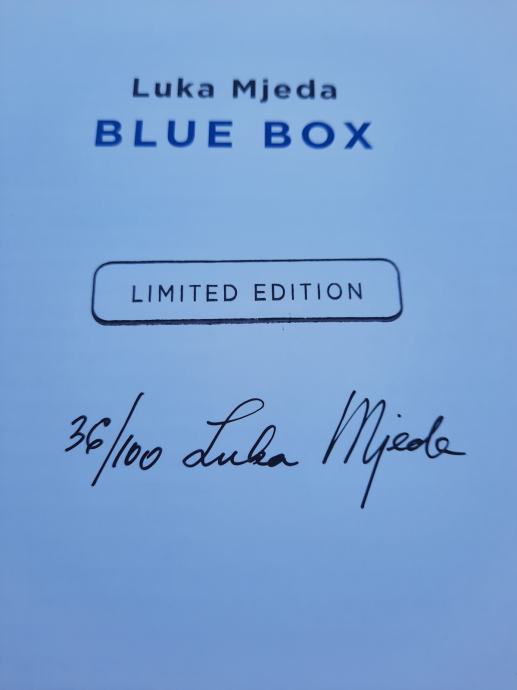 Luka Mjeda
BLUE BOX
LIMITED EDITION
36/100 Luka Mjeda